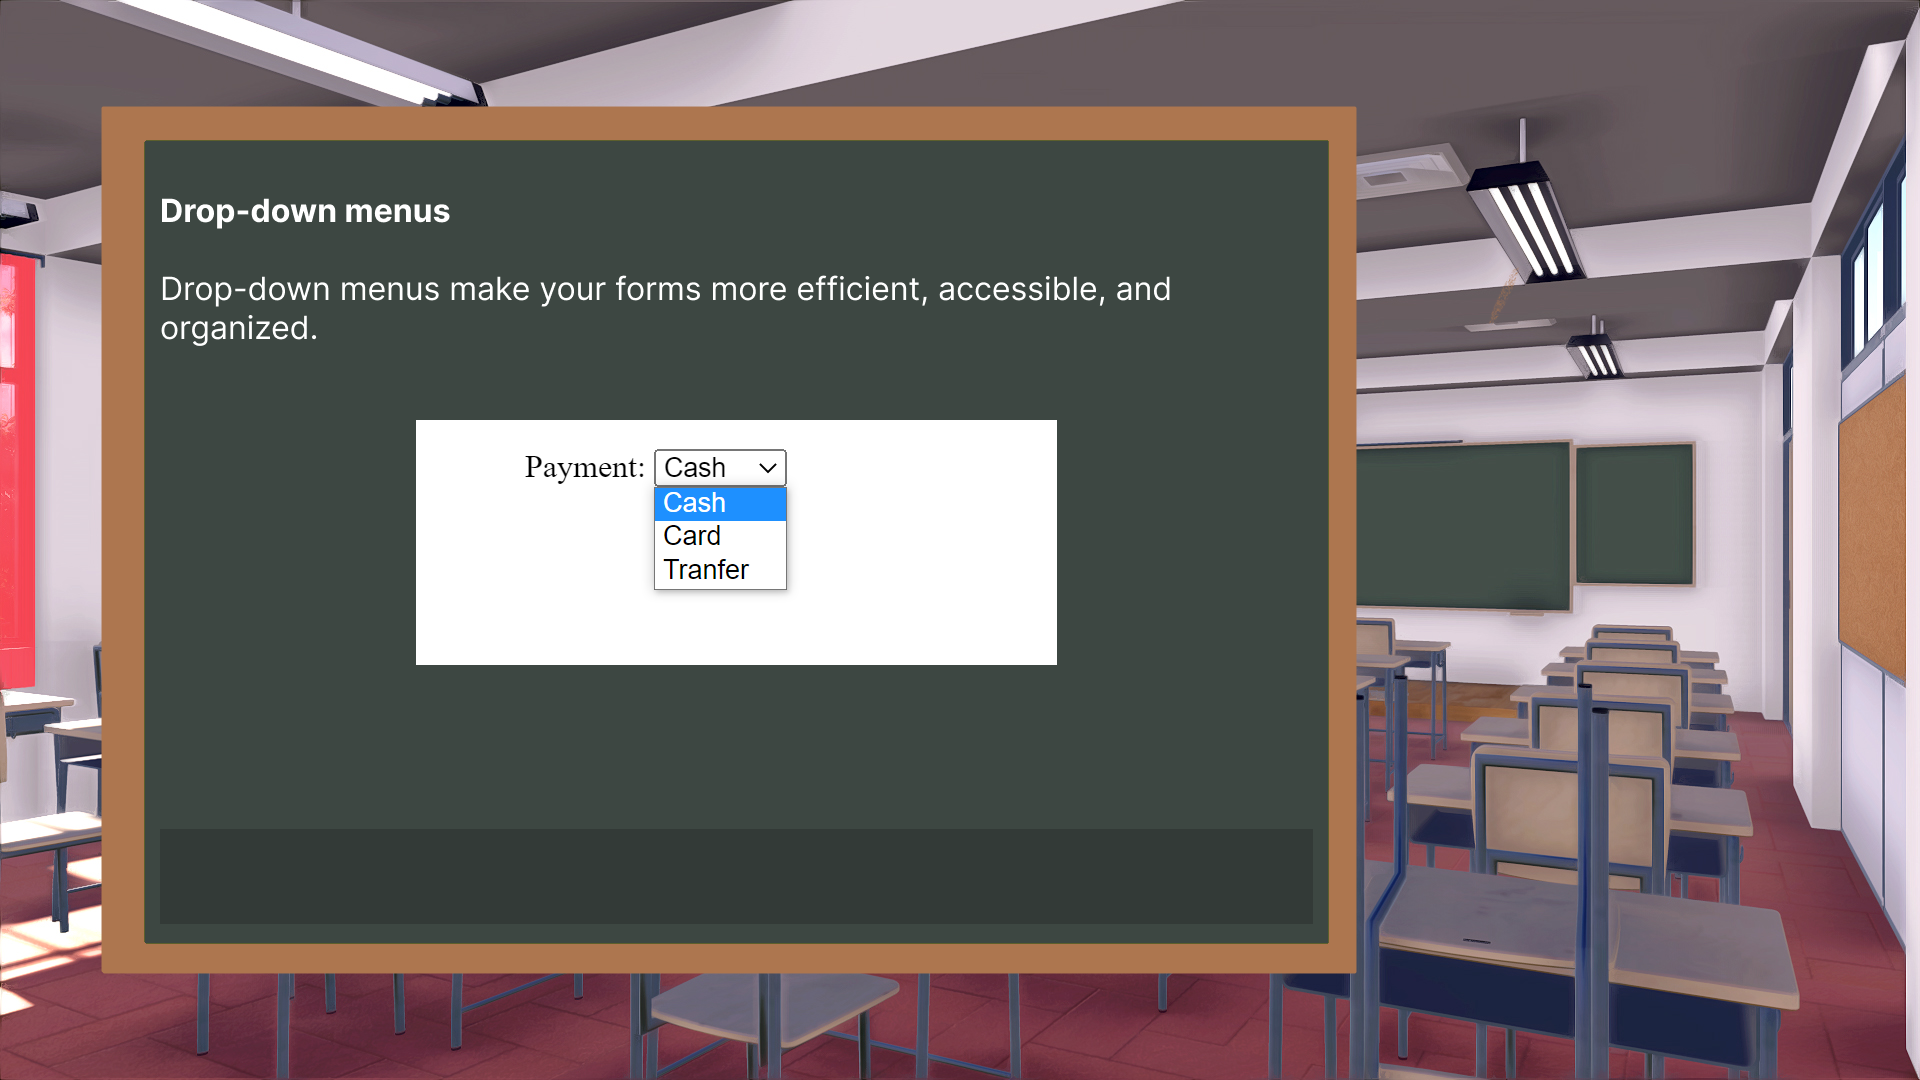 Drop-down menus
Drop-down menus make your forms more efficient, accessible, and
organized.
Payment: Cash
Cash
Card
Tranfer